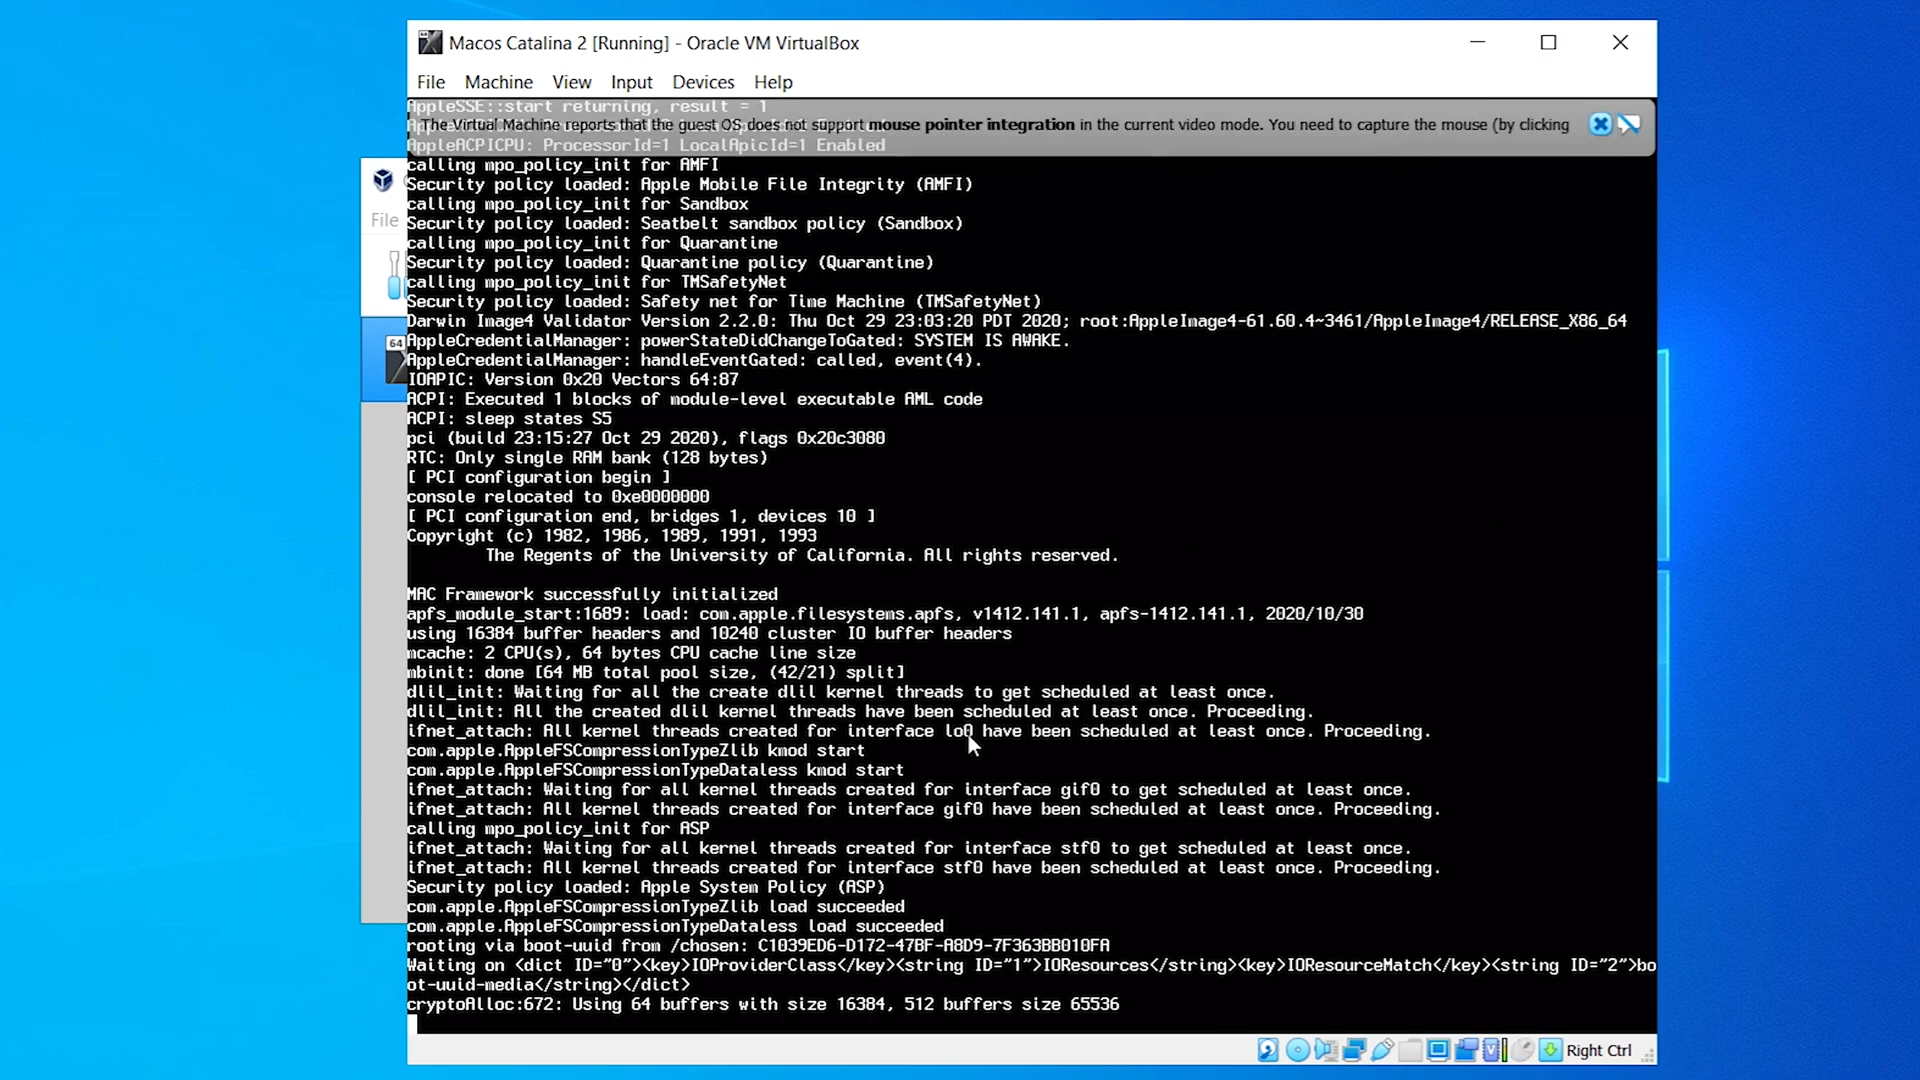 Macos Catalina 2 [Running] - Oracle VM VirtualBox
File Machine View Input Devices Help
AppleSSE::start returning, result = 1
The Virtual Machine reports that the guest OS does not support mouse pointer integration in the current video mode. You need to capture the mouse (by clicking
AppleACPICPU: ProcessorId=1 LocalApicId=1 Enabled
calling mpo_policy_init for AMFI
Security policy loaded: Apple Mobile File Integrity (AMFI)
calling mpo_policy_init for Sandbox
Security policy loaded: Seatbelt sandbox policy (Sandbox)
File
calling mpo_policy_init for Quarantine
Security policy loaded: Quarantine policy (Quarantine)
calling mpo_policy_init for TMSafetyNet
Security policy loaded: Safety net for Time Machine (TMSafetyNet)
Darwin Image4 Validator Version 2.2.0: Thu Oct 29 23:03:20 PDT 2020; root:AppleImage4-61.60.4~3461/AppleImage4/RELEASE_X86_64
AppleCredentialManager: powerStateDidChangeToGated: SYSTEM IS AWAKE.
64
AppleCredentialManager: handleEventGated: called, event(4).
IOAPIC: Version 0x20 Vectors 64:87
ACPI: Executed 1 blocks of module-level executable AML code
ACPI: sleep states S5
pci (build 23:15:27 Oct 29 2020), flags 0x20c3080
RTC: Only single RAM bank (128 bytes)
[ PCI configuration begin ]
console relocated to 0xe0000000
[ PCI configuration end, bridges 1, devices 10 ]
Copyright (c) 1982, 1986, 1989, 1991, 1993
The Regents of the University of California. All rights reserved.
MAC Framework successfully initialized
apfs_module_start:1689: load: com.apple.filesystems.apfs, v1412.141.1, apfs-1412.141.1, 2020/10/30
using 16384 buffer headers and 10240 cluster IO buffer headers
mcache: 2 CPU(s), 64 bytes CPU cache line size
mbinit: done [64 MB total pool size, (42/21) split]
dlil_init: Waiting for all the create dlil kernel threads to get scheduled at least once.
dlil_init: All the created dlil kernel threads have been scheduled at least once. Proceeding.
ifnet_attach: All kernel threads created for interface lo0 have been scheduled at least once. Proceeding.
com.apple.AppleFSCompressionTypeZlib kmod start
com.apple.AppleFSCompressionTypeDataless kmod start
ifnet_attach: Waiting for all kernel threads created for interface gif0 to get scheduled at least once.
ifnet_attach: All kernel threads created for interface gif0 have been scheduled at least once. Proceeding.
calling mpo_policy_init for ASP
ifnet_attach: Waiting for all kernel threads created for interface stf0 to get scheduled at least once.
ifnet_attach: All kernel threads created for interface stf0 have been scheduled at least once. Proceeding.
Security policy loaded: Apple System Policy (ASP)
com.apple.AppleFSCompressionTypeZlib load succeeded
com.apple.AppleFSCompressionTypeDataless load succeeded
rooting via boot-uuid from /chosen: C1039ED6-D172-47BF-A8D9-7F363BB010FA
Waiting on <dict ID="0"><key>IOProviderClass</key><string ID="1">IOResources</string><key>IOResourceMatch</key><string ID="2">bo
ot-uuid-media</string></dict>
cryptoAlloc:672: Using 64 buffers with size 16384, 512 buffers size 65536
Right Ctrl